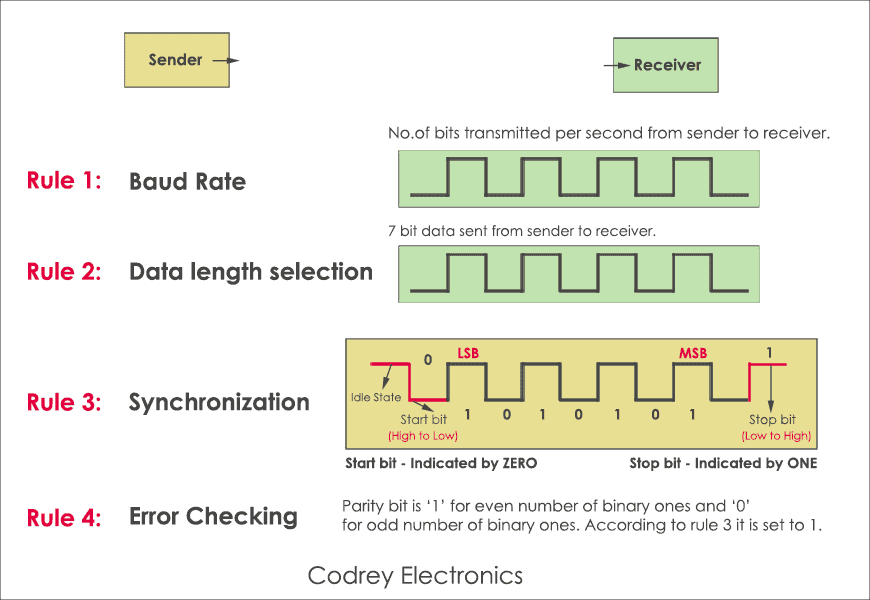 Sender
Receiver
No.of bits transmitted per second from sender to receiver.
Rule 1: Baud Rate
7 bit data sent from sender to receiver.
Rule 2: Data length selection
0 LSB MSB 1
Idle State
Rule 3: Synchronization
1 0 1 0 1 0 1
Start bit Stop bit
(High to Low) (Low to High)
Start bit - Indicated by ZERO Stop bit - Indicated by ONE
Rule 4: Error Checking
Parity bit is ‘1’ for even number of binary ones and ‘0’
for odd number of binary ones. According to rule 3 it is set to 1.
Codrey Electronics